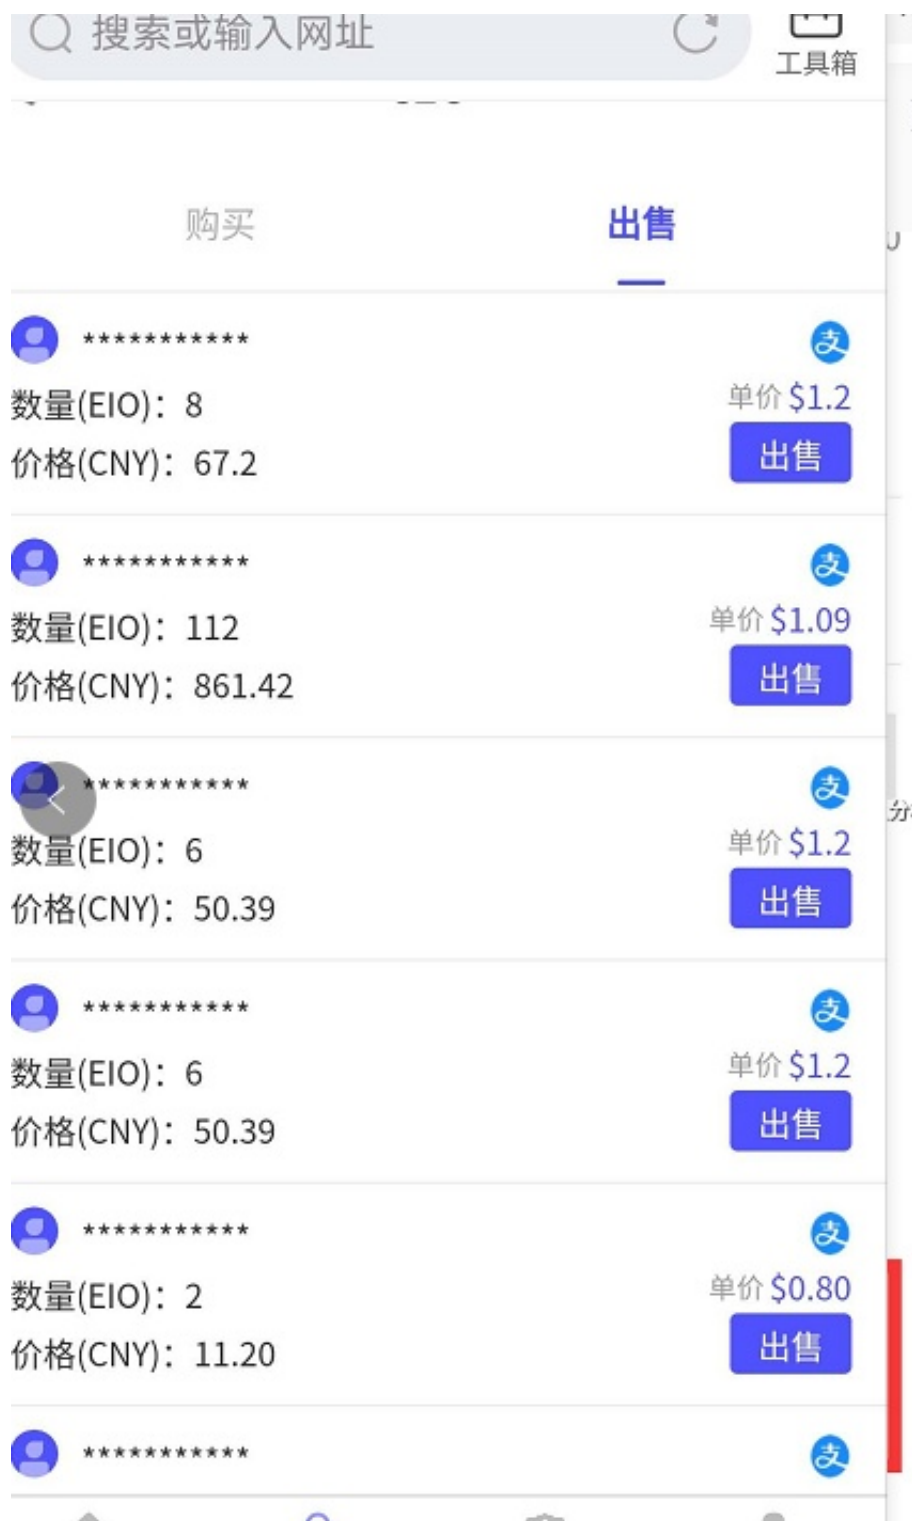 搜索或输入网址
工具箱
购买 出售
***********
数量(EIO)：8 单价 $1.2
价格(CNY)：67.2 出售
***********
数量(EIO)：112 单价 $1.09
价格(CNY)：861.42 出售
***********
数量(EIO)：6 单价 $1.2
价格(CNY)：50.39 出售
***********
数量(EIO)：6 单价 $1.2
价格(CNY)：50.39 出售
***********
数量(EIO)：2 单价 $0.80
价格(CNY)：11.20 出售
***********